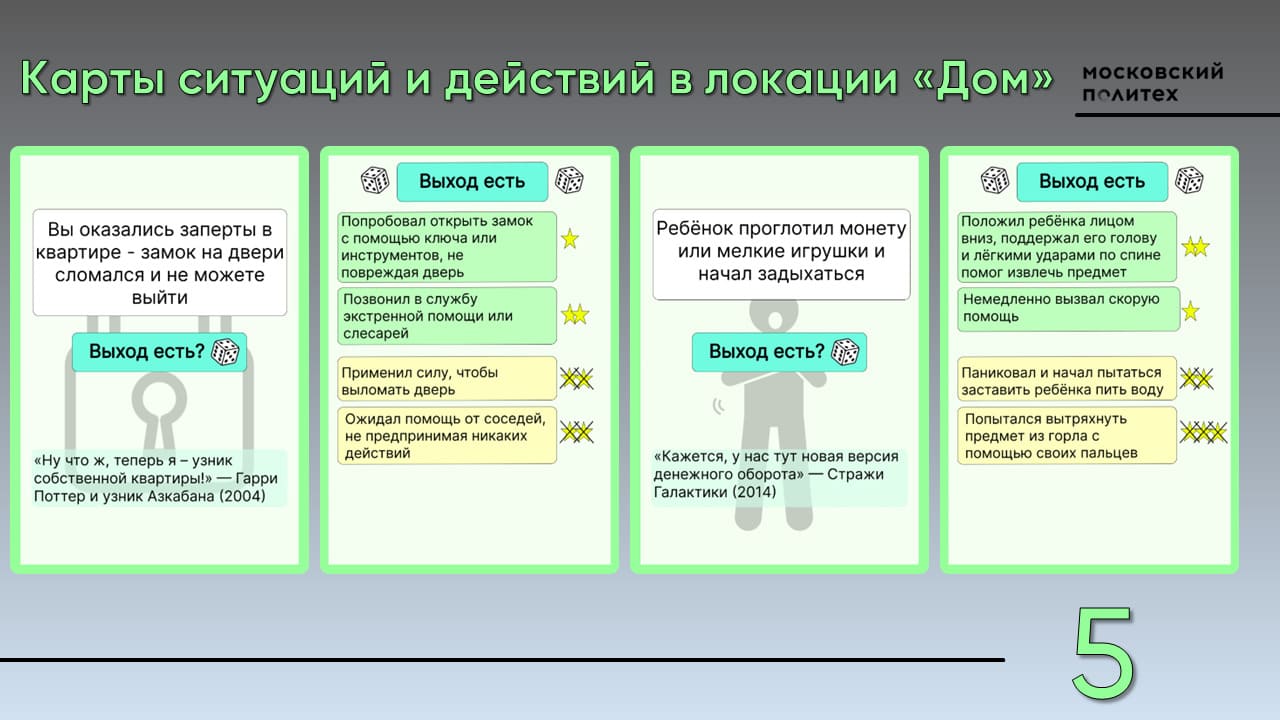 Карты ситуаций и действий в локации «Дом»
московский
политех
Вы оказались заперты в
квартире - замок на двери
сломался и не можете
выйти
Выход есть?
«Ну что ж, теперь я – узник
собственной квартиры!» — Гарри
Поттер и узник Азкабана (2004)
Выход есть
Попробовал открыть замок
с помощью ключа или
инструментов, не
повреждая дверь
Позвонил в службу
экстренной помощи или
слесарей
Применил силу, чтобы
выломать дверь
Ожидал помощь от соседей,
не предпринимая никаких
действий
Ребёнок проглотил монету
или мелкие игрушки и
начал задыхаться
Выход есть?
«Кажется, у нас тут новая версия
денежного оборота» — Стражи
Галактики (2014)
Выход есть
Положил ребёнка лицом
вниз, поддержал его голову
и лёгкими ударами по спине
помог извлечь предмет
Немедленно вызвал скорую
помощь
Паниковал и начал пытаться
заставить ребёнка пить воду
Попытался вытряхнуть
предмет из горла с
помощью своих пальцев
5